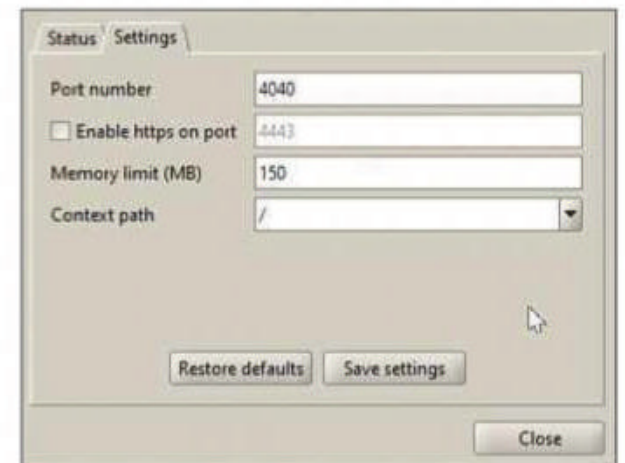 Status Settings
Port number 4040
Enable https on port 4443
Memory limit (MB) 150
Context path /
Restore defaults Save settings
Close